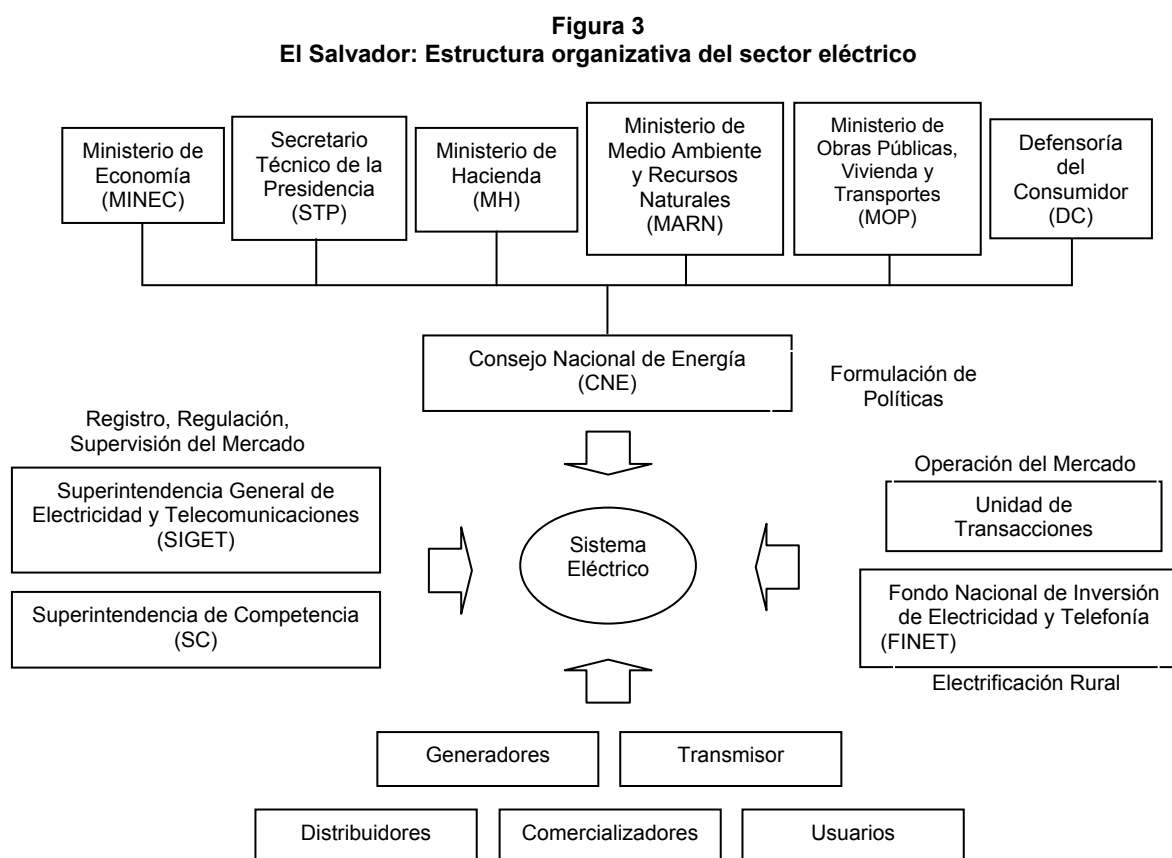 Figura 3
El Salvador: Estructura organizativa del sector eléctrico
Ministerio de
Economía
(MINEC)
Secretario
Técnico de la
Presidencia
(STP)
Ministerio de
Hacienda
(MH)
Ministerio de
Medio Ambiente
y Recursos
Naturales
(MARN)
Ministerio de
Obras Públicas,
Vivienda y
Transportes
(MOP)
Defensoría
del
Consumidor
(DC)
Consejo Nacional de Energía
(CNE)
Formulación de
Políticas
Registro, Regulación,
Supervisión del Mercado
Superintendencia General de
Electricidad y Telecomunicaciones
(SIGET)
Superintendencia de Competencia
(SC)
Sistema
Eléctrico
Operación del Mercado
Unidad de
Transacciones
Fondo Nacional de Inversión
de Electricidad y Telefonía
(FINET)
Electrificación Rural
Generadores
Transmisor
Distribuidores
Comercializadores
Usuarios